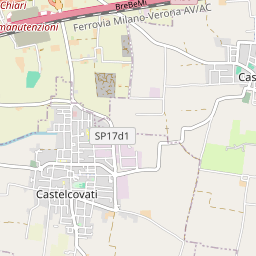 Chiari
manutenzioni
BreBeMi
Ferrovia Milano-Verona AV/AC
Cas
SP17d1
Castelcovati